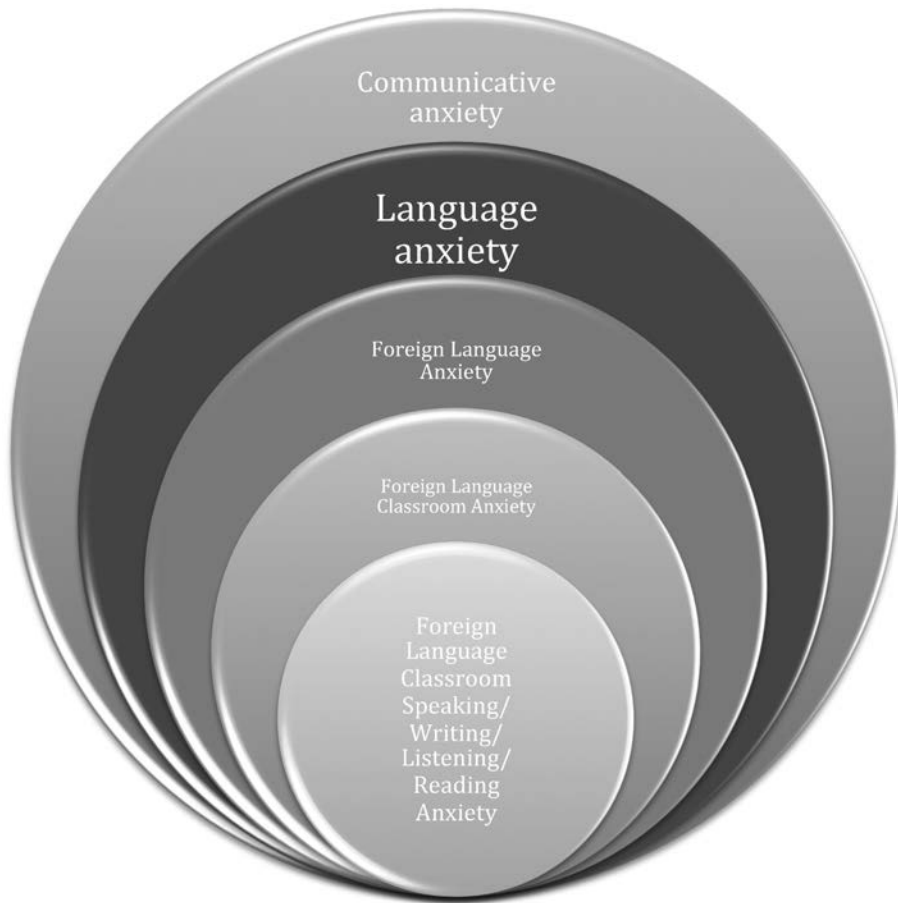 Communicative
anxiety
Language
anxiety
Foreign Language
Anxiety
Foreign Language
Classroom Anxiety
Foreign
Language
Classroom
Speaking/
Writing/
Listening/
Reading
Anxiety